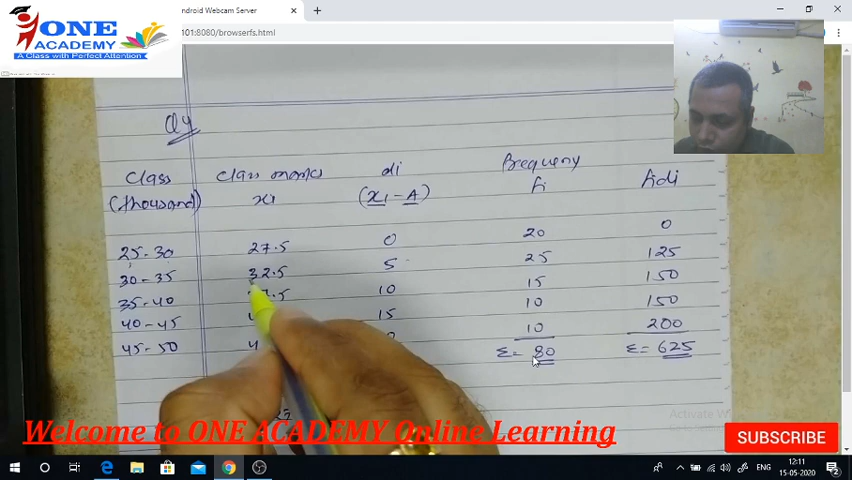 ndroid Webcam Server
101:8080/browserfs.html
ONE
ACADEMY
A Class with Perfect Attention
Q4
Class class marks di Frequency fidi
(thousand) xi (xi - A) fi
25-30 27.5 0 20 0
30-35 32.5 5 25 125
35-40 10 15 150
40-45 15 10 150
45-50 10 200
Σ= 80 Σ= 625
Activate W
Welcome to ONE ACADEMY Online Learning
SUBSCRIBE
ENG
12:11
15-05-2020